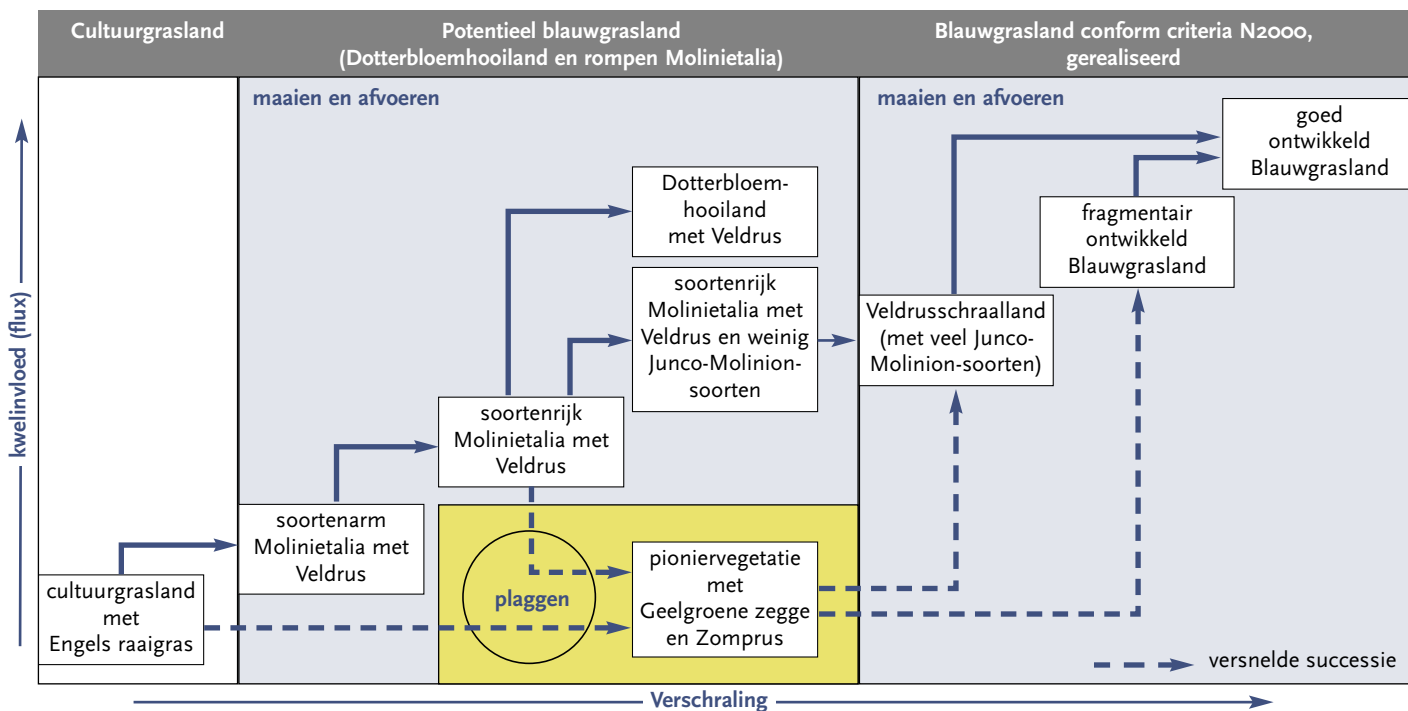 Cultuurgrasland
Potentieel blauwgrasland
(Dotterbloemhooiland en rompen Molinietalia)
Blauwgrasland conform criteria N2000,
gerealiseerd
maaien en afvoeren
maaien en afvoeren
goed
ontwikkeld
Blauwgrasland
Dotterbloem-
hooiland
met Veldrus
fragmentair
ontwikkeld
Blauwgrasland
soortenrijk
Molinietalia met
Veldrus en weinig
Junco-Molinion-
soorten
Veldrusschraalland
(met veel Junco-
Molinion-soorten)
kwelinvloed (flux)
soortenrijk
Molinietalia met
Veldrus
soortenarm
Molinietalia met
Veldrus
cultuurgrasland
met
Engels raaigras
plaggen
pioniervegetatie
met
Geelgroene zegge
en Zomprus
versnelde successie
Verschraling